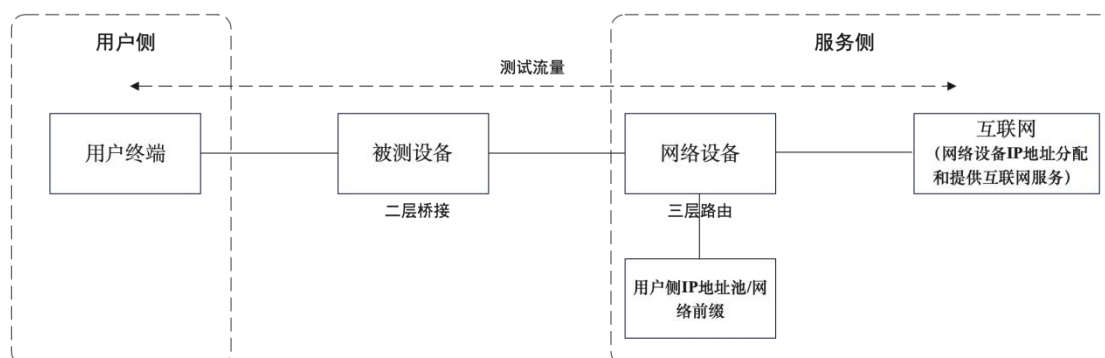 用户侧
服务侧
测试流量
用户终端
被测设备
网络设备
互联网
（网络设备IP地址分配
和提供互联网服务）
二层桥接
三层路由
用户侧IP地址池/网
络前缀